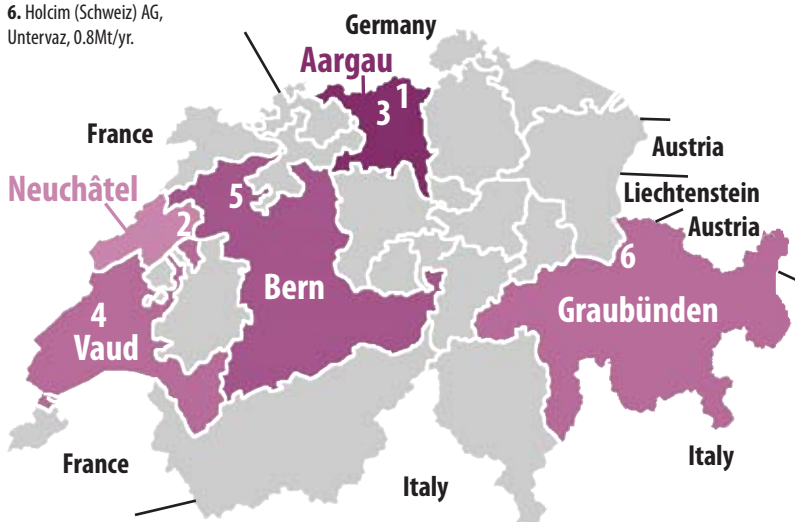 6. Holcim (Schweiz) AG,
Untervaz, 0.8Mt/yr.
Germany
Aargau
1
3
France
Austria
Neuchâtel
Liechtenstein
5
2
Austria
6
Bern
Graubünden
4
Vaud
France
Italy
Italy